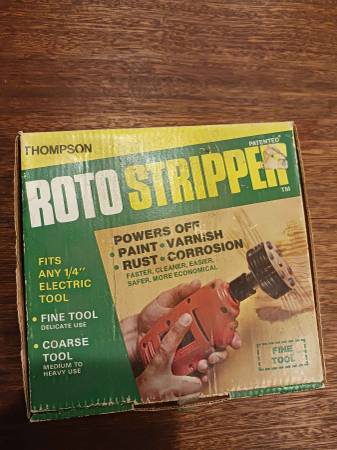 THOMPSON
PATENTED
ROTO STRIPPER
TM
POWERS OFF
• PAINT • VARNISH
• RUST • CORROSION
FASTER, CLEANER, EASIER,
SAFER, MORE ECONOMICAL
FITS
ANY 1/4"
ELECTRIC
TOOL
• FINE TOOL
DELICATE USE
• COARSE
TOOL
MEDIUM TO
HEAVY USE
FINE
TOOL